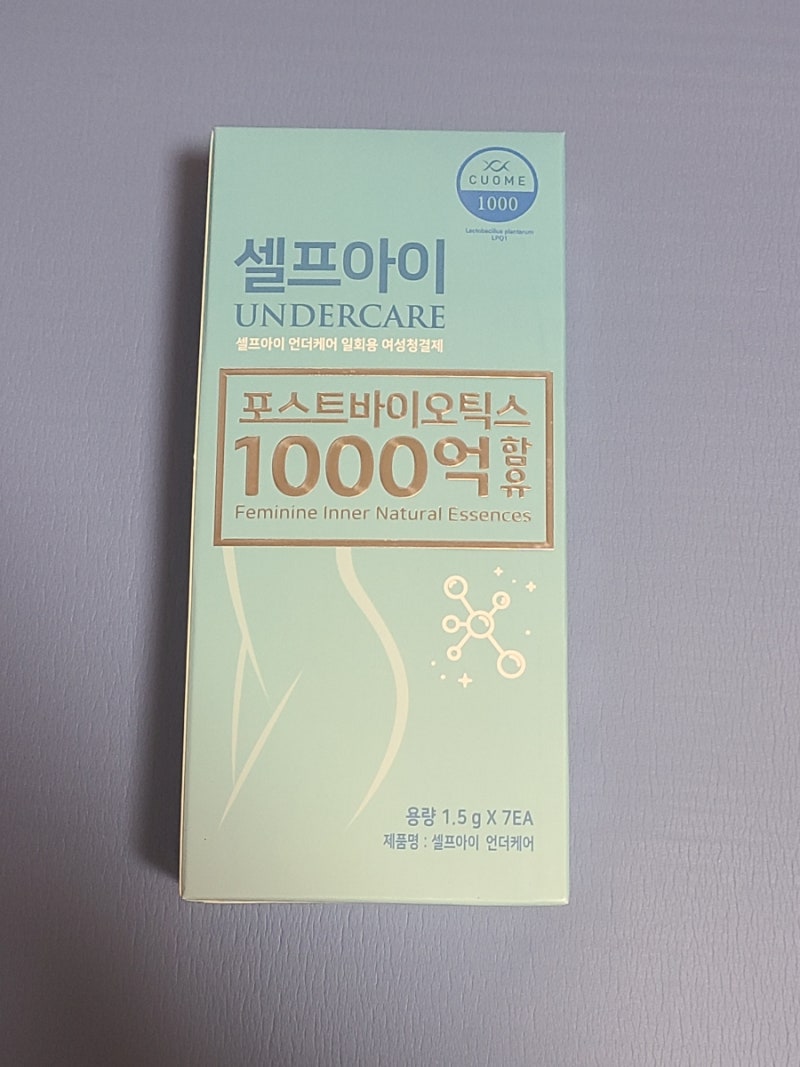 CUOME
1000
Lactobacillus plantarum
LPQ1
셀프아이
UNDERCARE
셀프아이 언더케어 일회용 여성청결제
포스트바이오틱스
1000억 함유
Feminine Inner Natural Essences
용량 1.5 g X 7EA
제품명 : 셀프아이 언더케어